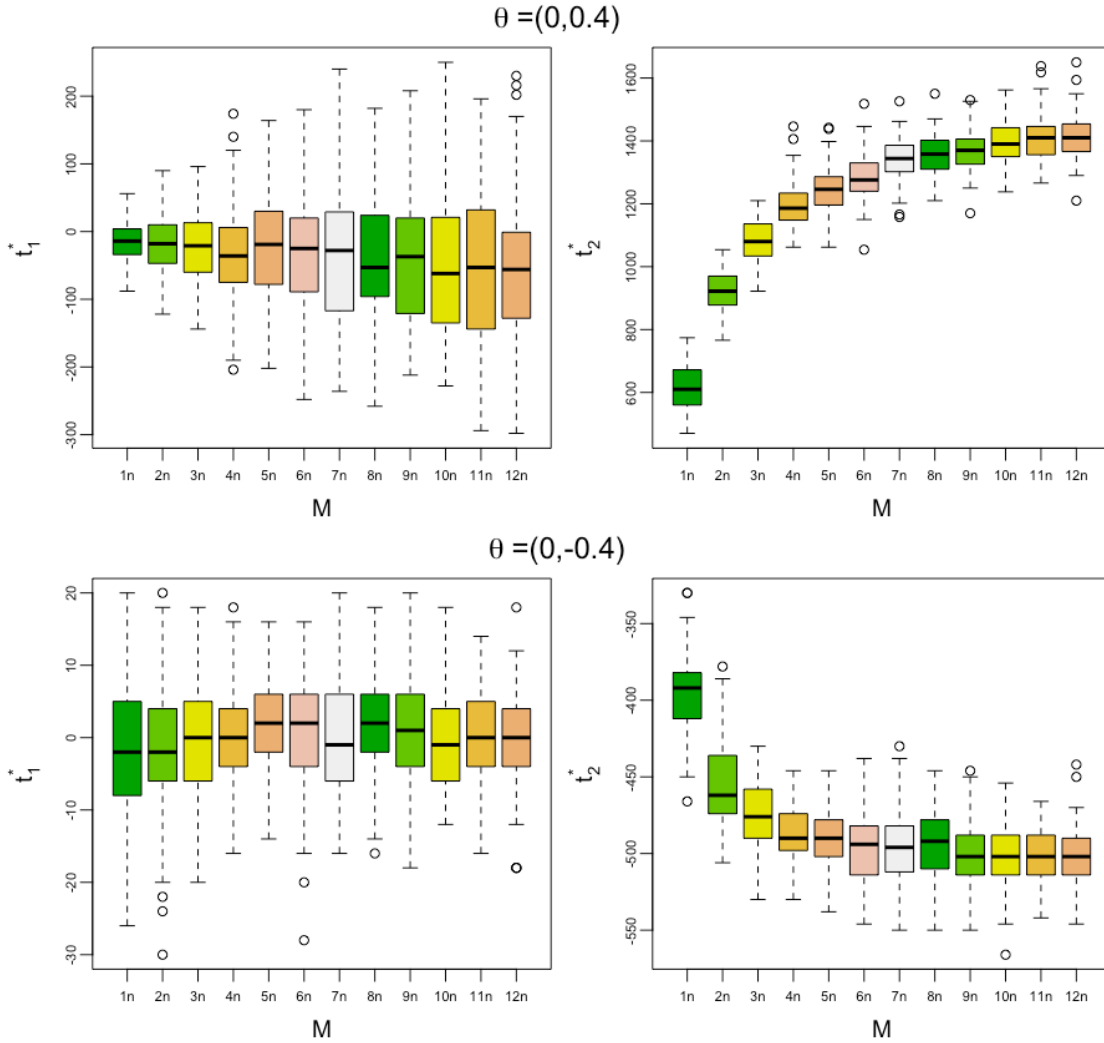 θ =(0,0.4)
t₁* 
200
100
0
-100
-200
-300
1n 2n 3n 4n 5n 6n 7n 8n 9n 10n 11n 12n
M
t₂*
1600
1400
1200
1000
800
600
1n 2n 3n 4n 5n 6n 7n 8n 9n 10n 11n 12n
M
θ =(0,-0.4)
t₁*
20
10
0
-10
-20
-30
1n 2n 3n 4n 5n 6n 7n 8n 9n 10n 11n 12n
M
t₂*
-350
-400
-450
-500
-550
1n 2n 3n 4n 5n 6n 7n 8n 9n 10n 11n 12n
M